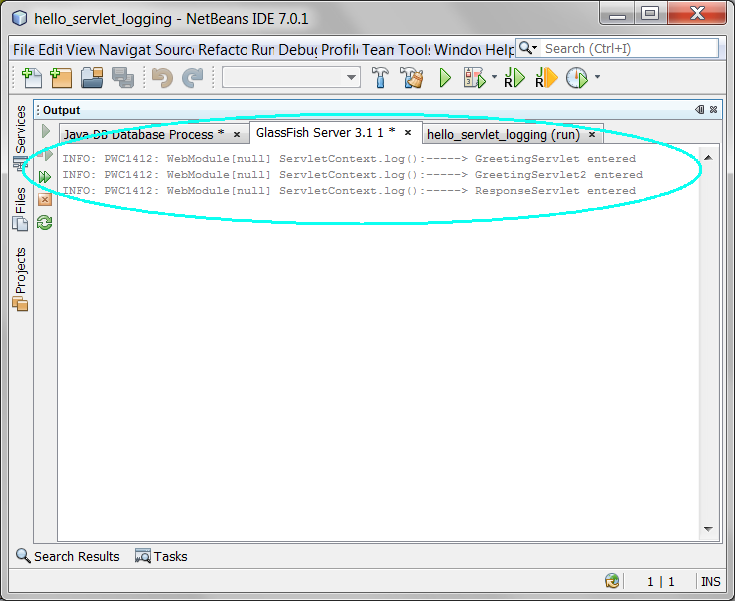 hello_servlet_logging - NetBeans IDE 7.0.1
File Edit View Navigat Source Refacto Run Debug Profile Team Tools Window Help Search (Ctrl+I)
Output
Java DB Database Process * GlassFish Server 3.1 1 * hello_servlet_logging (run)
INFO: PWC1412: WebModule[null] ServletContext.log():-----> GreetingServlet entered
INFO: PWC1412: WebModule[null] ServletContext.log():-----> GreetingServlet2 entered
INFO: PWC1412: WebModule[null] ServletContext.log():-----> ResponseServlet entered
Services
Files
Projects
Search Results Tasks
1 | 1 INS